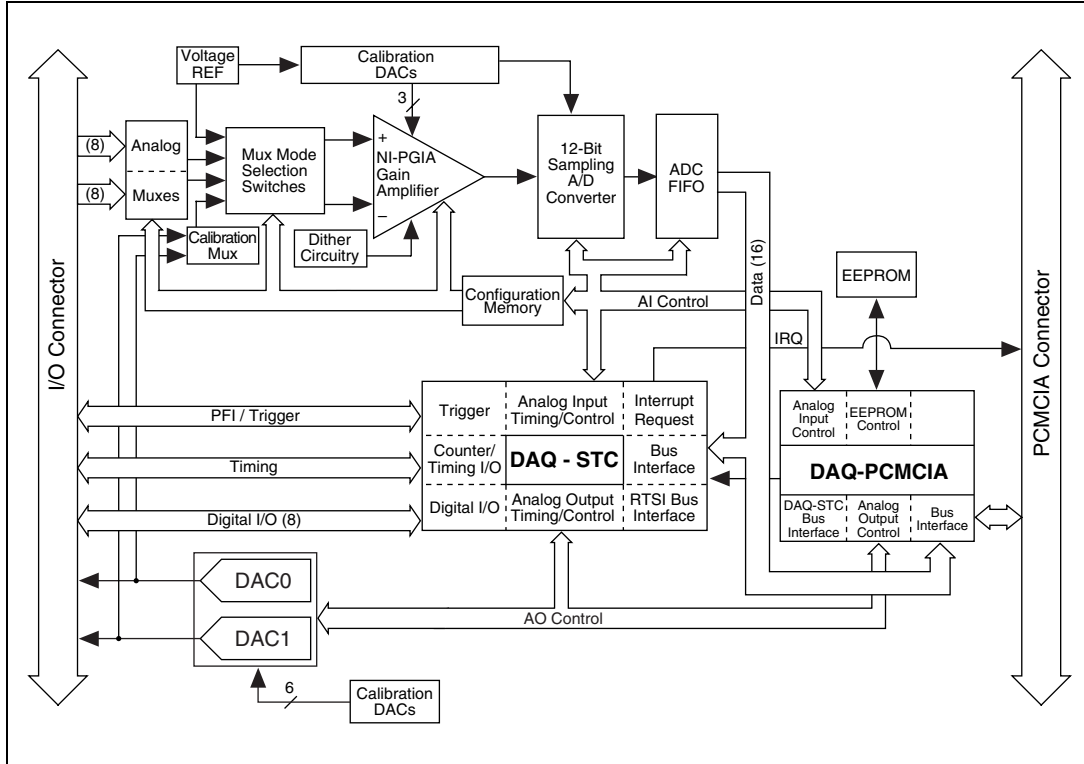 Voltage
REF
Calibration
DACs
3
(8)
(8)
Analog
Muxes
Mux Mode
Selection
Switches
+
NI-PGIA
Gain
Amplifier
−
12-Bit
Sampling
A/D
Converter
ADC
FIFO
Calibration
Mux
Dither
Circuitry
Configuration
Memory
AI Control
Data (16)
EEPROM
IRQ
I/O Connector
PCMCIA Connector
PFI / Trigger
Timing
Digital I/O (8)
Trigger
Analog Input
Timing/Control
Interrupt
Request
Counter/
Timing I/O
DAQ - STC
Bus
Interface
Digital I/O
Analog Output
Timing/Control
RTSI Bus
Interface
Analog
Input
Control
EEPROM
Control
DAQ-PCMCIA
DAQ-STC
Bus
Interface
Analog
Output
Control
Bus
Interface
DAC0
DAC1
AO Control
6
Calibration
DACs